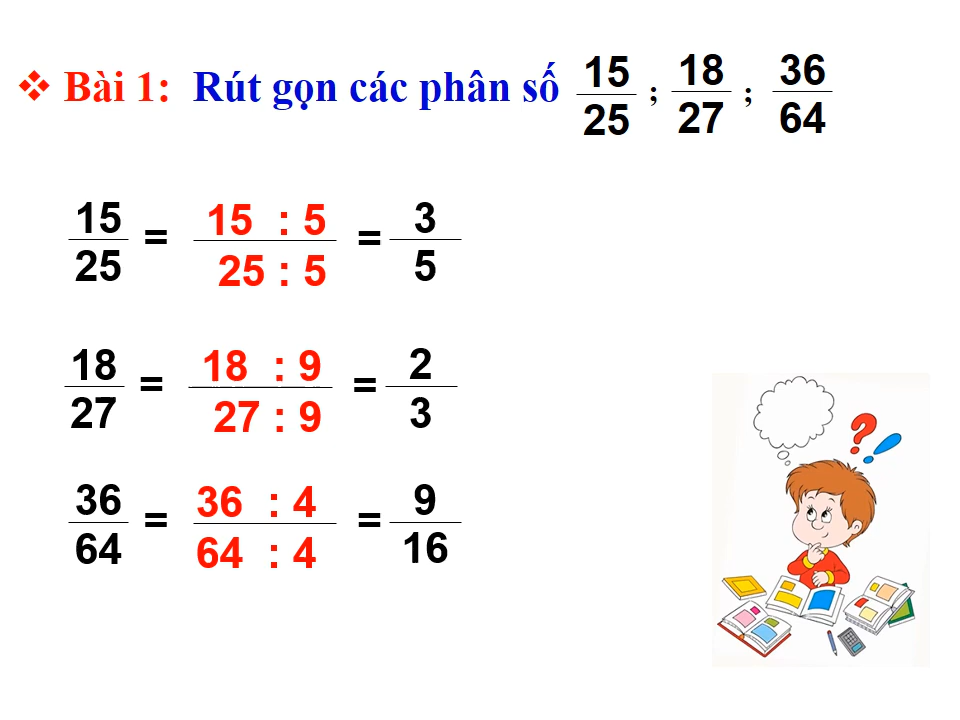 ❖ Bài 1: Rút gọn các phân số 15/25 ; 18/27 ; 36/64
15/25 = 15 : 5 / 25 : 5 = 3/5
18/27 = 18 : 9 / 27 : 9 = 2/3
36/64 = 36 : 4 / 64 : 4 = 9/16
? !